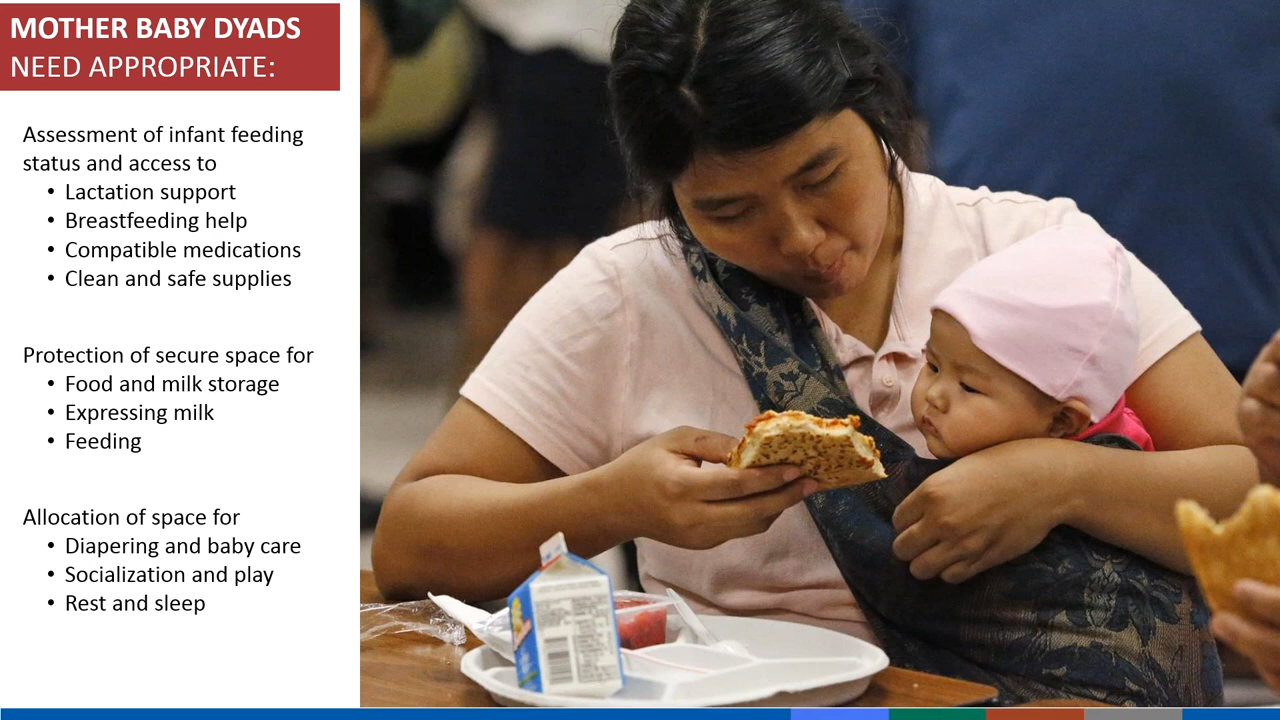 MOTHER BABY DYADS
NEED APPROPRIATE:
Assessment of infant feeding
status and access to
• Lactation support
• Breastfeeding help
• Compatible medications
• Clean and safe supplies
Protection of secure space for
• Food and milk storage
• Expressing milk
• Feeding
Allocation of space for
• Diapering and baby care
• Socialization and play
• Rest and sleep